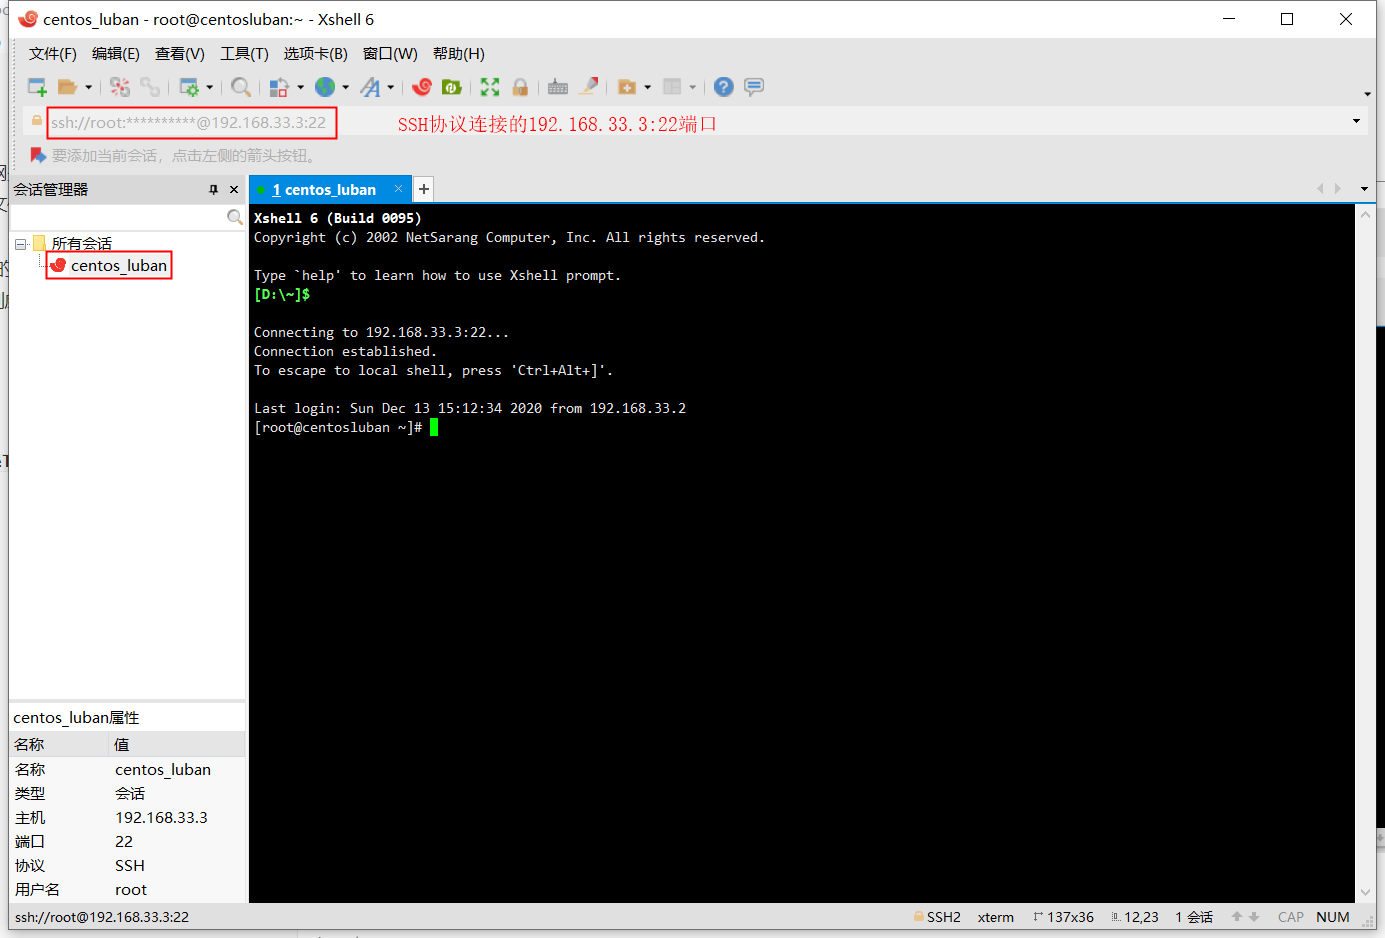 centos_luban - root@centosluban:~ - Xshell 6
文件(F) 编辑(E) 查看(V) 工具(T) 选项卡(B) 窗口(W) 帮助(H)
ssh://root:**********@192.168.33.3:22
SSH协议连接的192.168.33.3:22端口
要添加当前会话，点击左侧的箭头按钮。
会话管理器
所有会话
centos_luban
1 centos_luban
Xshell 6 (Build 0095)
Copyright (c) 2002 NetSarang Computer, Inc. All rights reserved.
Type `help' to learn how to use Xshell prompt.
[D:\~]$
Connecting to 192.168.33.3:22...
Connection established.
To escape to local shell, press 'Ctrl+Alt+]'.
Last login: Sun Dec 13 15:12:34 2020 from 192.168.33.2
[root@centosluban ~]#
centos_luban属性
名称 值
名称 centos_luban
类型 会话
主机 192.168.33.3
端口 22
协议 SSH
用户名 root
ssh://root@192.168.33.3:22
SSH2 xterm 137x36 12,23 1 会话 CAP NUM